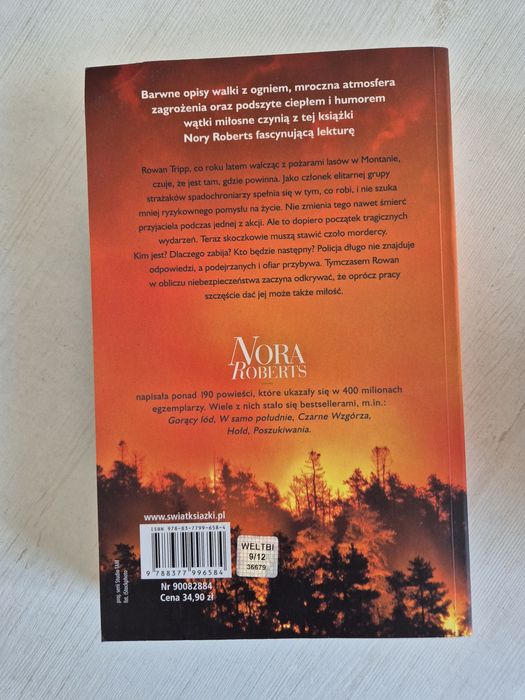 Barwne opisy walki z ogniem, mroczna atmosfera
zagrożenia oraz podszyte ciepłem i humorem
wątki miłosne czynią z tej książki
Nory Roberts fascynującą lekturę
Rowan Tripp, co roku latem walcząc z pożarami lasów w Montanie,
czuje, że jest tam, gdzie powinna. Jako członek elitarnej grupy
strażaków spadochroniarzy spełnia się w tym, co robi, i nie szuka
mniej ryzykownego pomysłu na życie. Nie zmienia tego nawet śmierć
przyjaciela podczas jednej z akcji. Ale to dopiero początek tragicznych
wydarzeń. Teraz skoczkowie muszą stawić czoło mordercy.
Kim jest? Dlaczego zabija? Kto będzie następny? Policja długo nie znajduje
odpowiedzi, a podejrzanych i ofiar przybywa. Tymczasem Rowan
w obliczu niebezpieczeństwa zaczyna odkrywać, że oprócz pracy
szczęście dać jej może także miłość.
NORA
ROBERTS
napisała ponad 190 powieści, które ukazały się w 400 milionach
egzemplarzy. Wiele z nich stało się bestsellerami, m.in.:
Gorący lód, W samo południe, Czarne Wzgórza,
Hołd, Poszukiwania.
www.swiatksiazki.pl
ISBN 978-83-7799-658-4
9 788377 996584
WELTBI
9/12
36679
Nr 90082884
Cena 34,90 zł